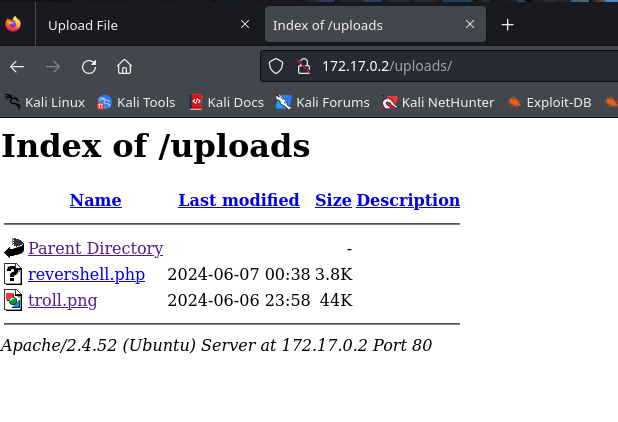 Upload File
Index of /uploads
172.17.0.2/uploads/
Kali Linux Kali Tools Kali Docs Kali Forums Kali NetHunter Exploit-DB
Index of /uploads
Name Last modified Size Description
Parent Directory -
revershell.php 2024-06-07 00:38 3.8K
troll.png 2024-06-06 23:58 44K
Apache/2.4.52 (Ubuntu) Server at 172.17.0.2 Port 80